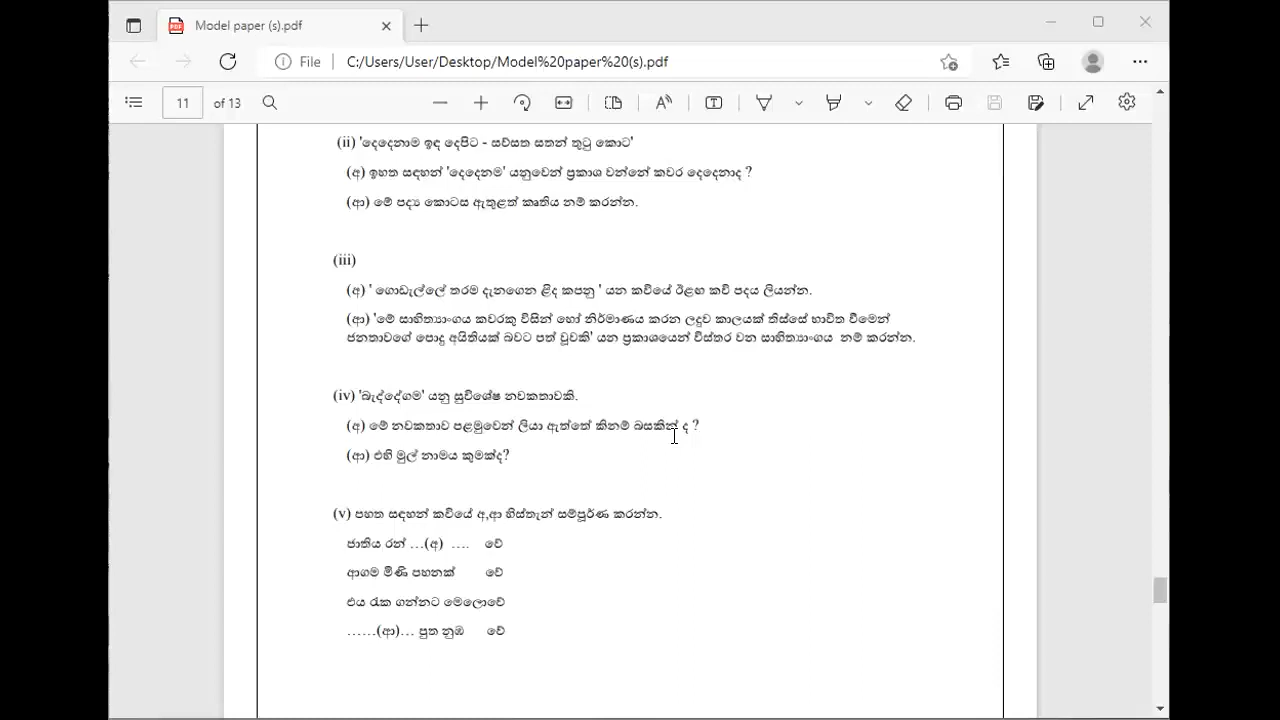 Model paper (s).pdf
File C:/Users/User/Desktop/Model%20paper%20(s).pdf
11 of 13
(ii) 'දෙදෙනාම ඉඳ දෙපිට - සව්සත සතන් තුටු කොට'
(අ) ඉහත සඳහන් 'දෙදෙනම' යනුවෙන් ප්‍රකාශ වන්නේ කවර දෙදෙනාද ?
(ආ) මේ පද්‍ය කොටස ඇතුළත් කෘතිය නම් කරන්න.
(iii)
(අ) ' ගොඩැල්ලේ තරම දැනගෙන ළිද කපනු ' යන කවියේ ඊළඟ කවි පදය ලියන්න.
(ආ) 'මේ සාහිත්‍යාංගය කවරකු විසින් හෝ නිර්මාණය කරන ලදුව කාලයක් තිස්සේ භාවිත වීමෙන්
ජනතාවගේ පොදු අයිතියක් බවට පත් වූවකි' යන ප්‍රකාශයෙන් විස්තර වන සාහිත්‍යාංගය නම් කරන්න.
(iv) 'බැද්දේගම' යනු සුවිශේෂ නවකතාවකි.
(අ) මේ නවකතාව පළමුවෙන් ලියා ඇත්තේ කිනම් බසකින් ද ?
(ආ) එහි මුල් නාමය කුමක්ද?
(v) පහත සඳහන් කවියේ අ,ආ හිස්තැන් සම්පූර්ණ කරන්න.
ජාතිය රන් …(අ) …. වේ
ආගම මිණි පහනක් වේ
එය රැක ගන්නට මෙලොවේ
……(ආ)… පුත නුඹ වේ